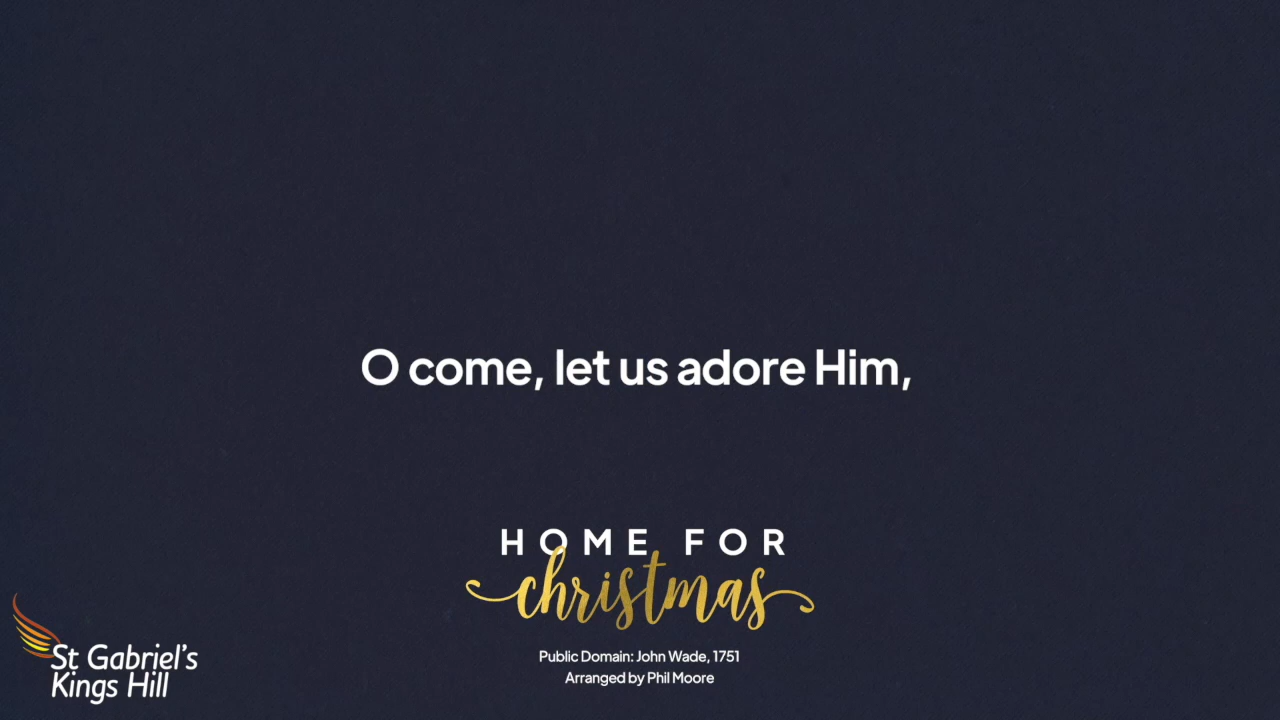 O come, let us adore Him,
HOME FOR
christmas
Public Domain: John Wade, 1751
Arranged by Phil Moore
St Gabriel's
Kings Hill